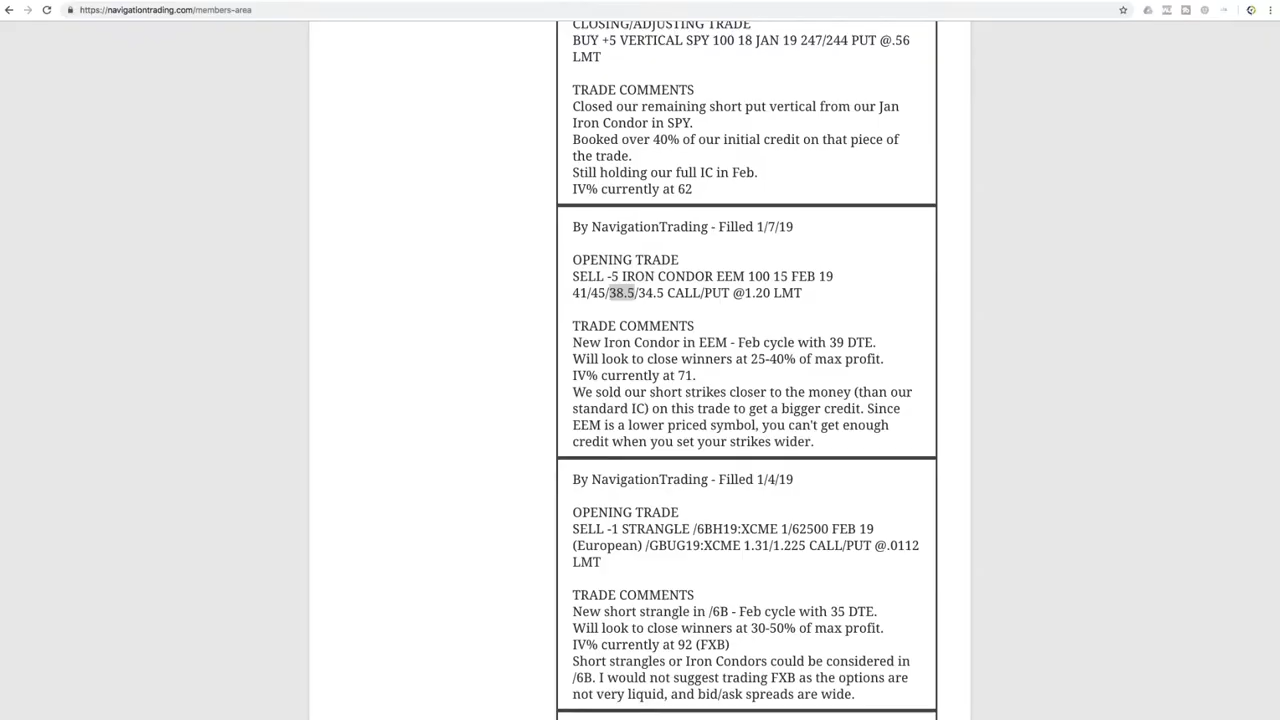 https://navigationtrading.com/members-area
CLOSING/ADJUSTING TRADE
BUY +5 VERTICAL SPY 100 18 JAN 19 247/244 PUT @.56
LMT
TRADE COMMENTS
Closed our remaining short put vertical from our Jan
Iron Condor in SPY.
Booked over 40% of our initial credit on that piece of
the trade.
Still holding our full IC in Feb.
IV% currently at 62
By NavigationTrading - Filled 1/7/19
OPENING TRADE
SELL -5 IRON CONDOR EEM 100 15 FEB 19
41/45/38.5/34.5 CALL/PUT @1.20 LMT
TRADE COMMENTS
New Iron Condor in EEM - Feb cycle with 39 DTE.
Will look to close winners at 25-40% of max profit.
IV% currently at 71.
We sold our short strikes closer to the money (than our
standard IC) on this trade to get a bigger credit. Since
EEM is a lower priced symbol, you can't get enough
credit when you set your strikes wider.
By NavigationTrading - Filled 1/4/19
OPENING TRADE
SELL -1 STRANGLE /6BH19:XCME 1/62500 FEB 19
(European) /GBUG19:XCME 1.31/1.225 CALL/PUT @.0112
LMT
TRADE COMMENTS
New short strangle in /6B - Feb cycle with 35 DTE.
Will look to close winners at 30-50% of max profit.
IV% currently at 92 (FXB)
Short strangles or Iron Condors could be considered in
/6B. I would not suggest trading FXB as the options are
not very liquid, and bid/ask spreads are wide.